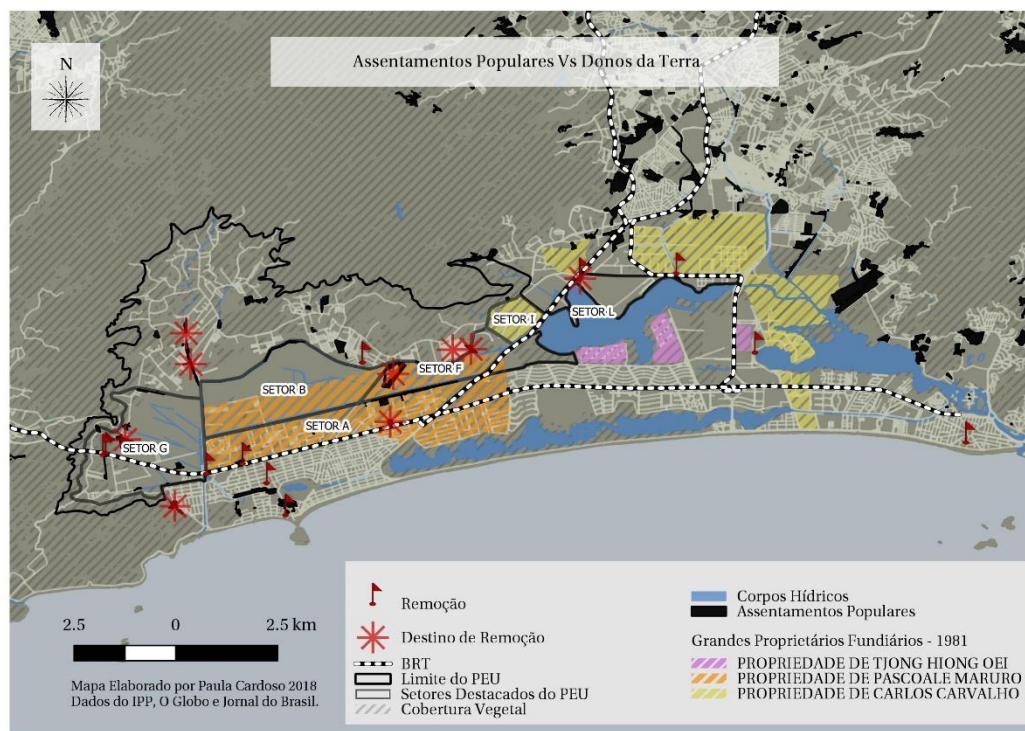 Assentamentos Populares Vs Donos da Terra
N
SETOR I
SETOR L
SETOR F
SETOR B
SETOR A
SETOR G
2.5 0 2.5 km
Mapa Elaborado por Paula Cardoso 2018
Dados do IPP, O Globo e Jornal do Brasil.
Remoção
Destino de Remoção
BRT
Limite do PEU
Setores Destacados do PEU
Cobertura Vegetal
Corpos Hídricos
Assentamentos Populares
Grandes Proprietários Fundiários - 1981
PROPRIEDADE DE TJONG HIONG OEI
PROPRIEDADE DE PASCOALE MARURO
PROPRIEDADE DE CARLOS CARVALHO